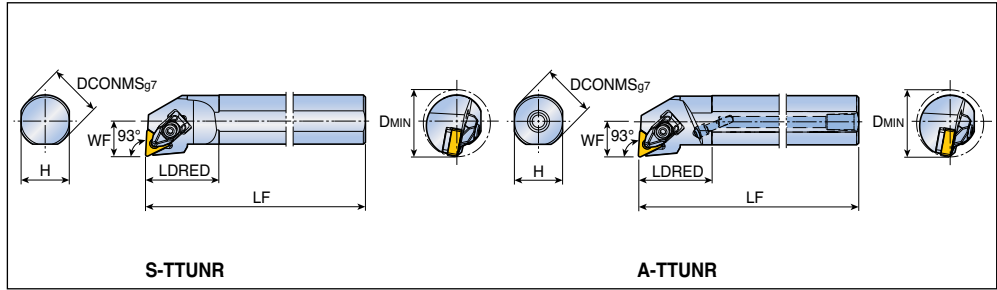 DCONMSg7
WF
93°
H
LDRED
LF
DMIN
S-TTUNR
DCONMSg7
WF
93°
H
LDRED
LF
DMIN
A-TTUNR